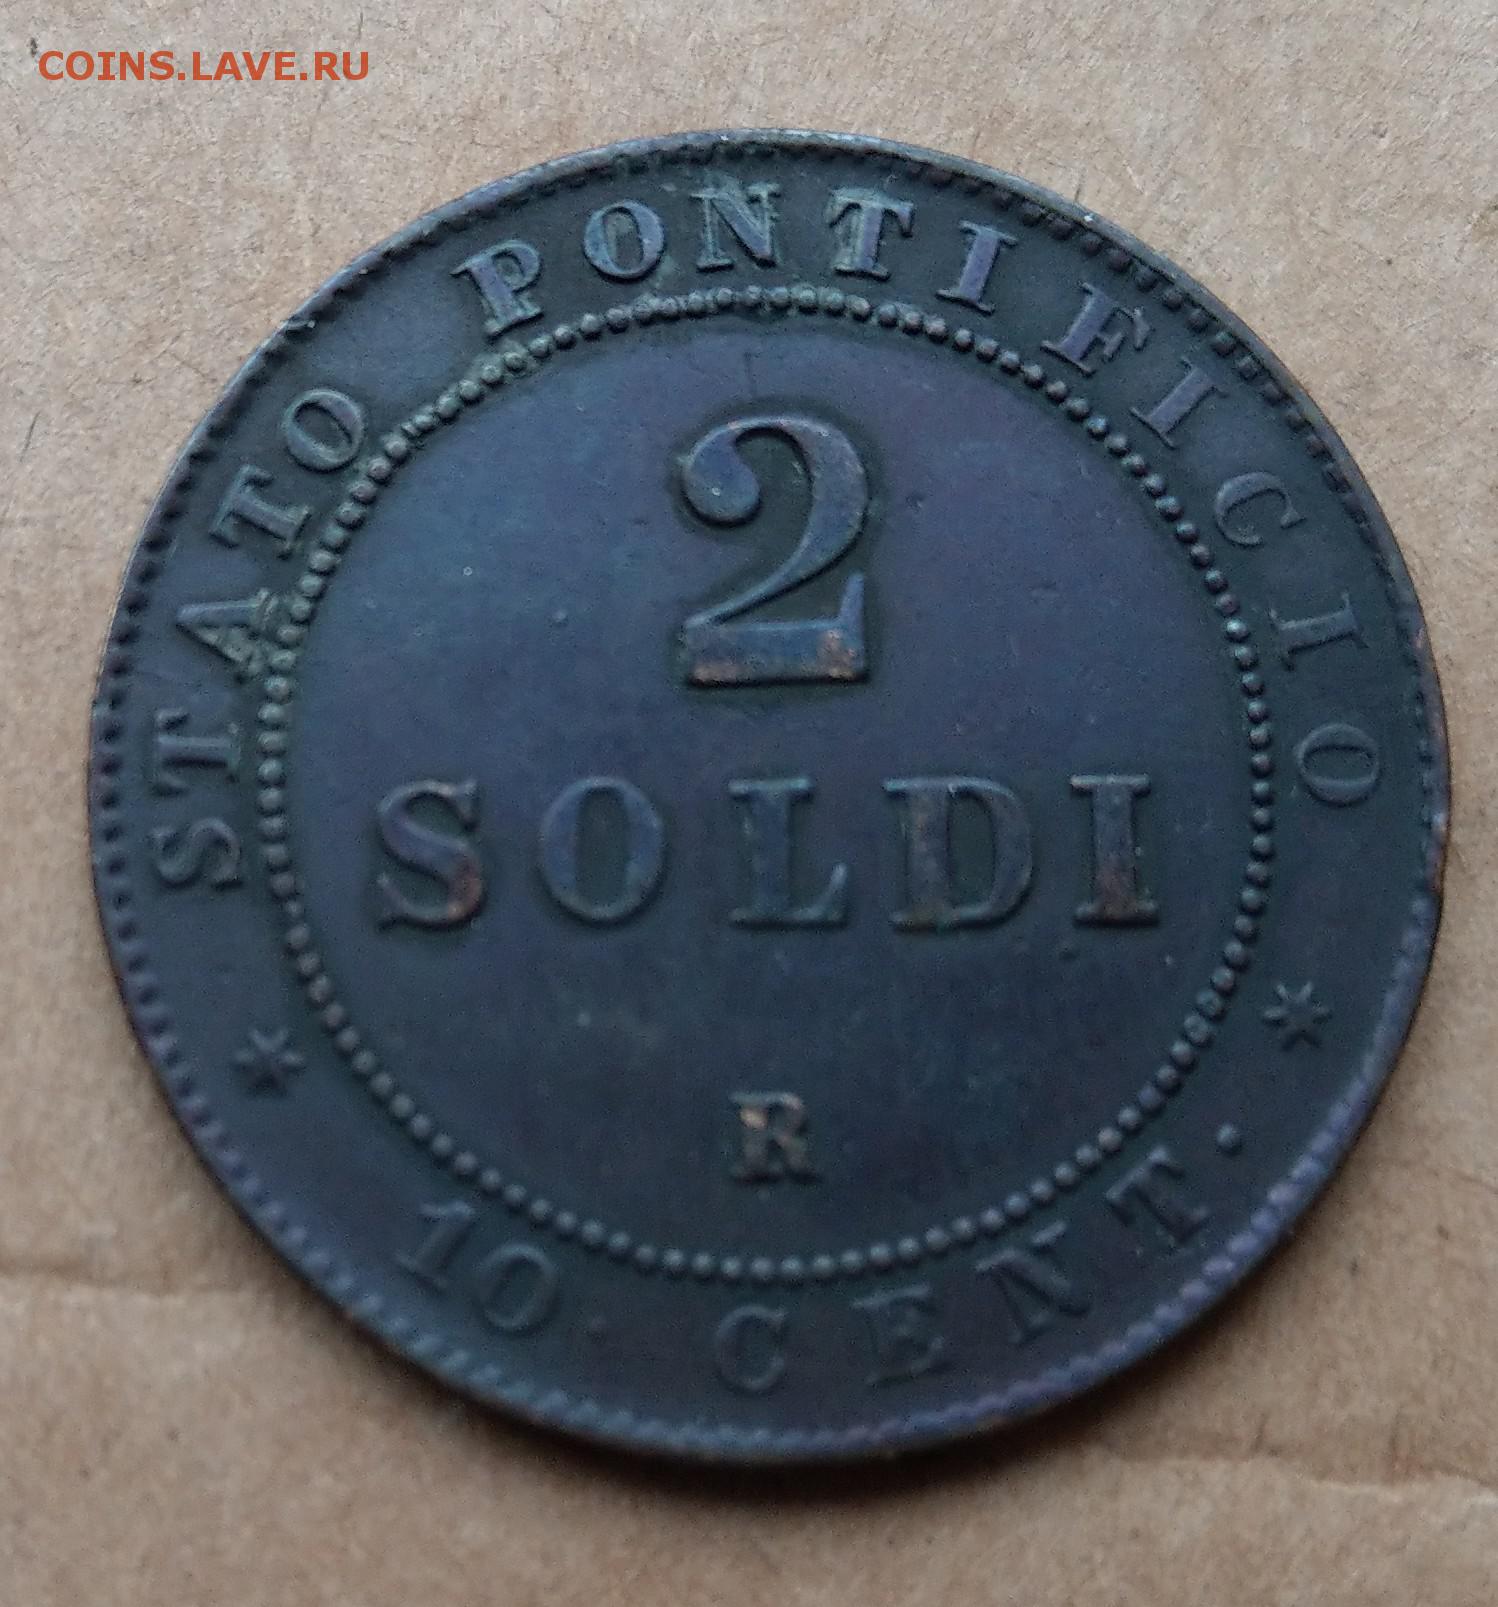 COINS.LAVE.RU
STATO PONTIFICIO
2
SOLDI
R
* 10 · CENT · *